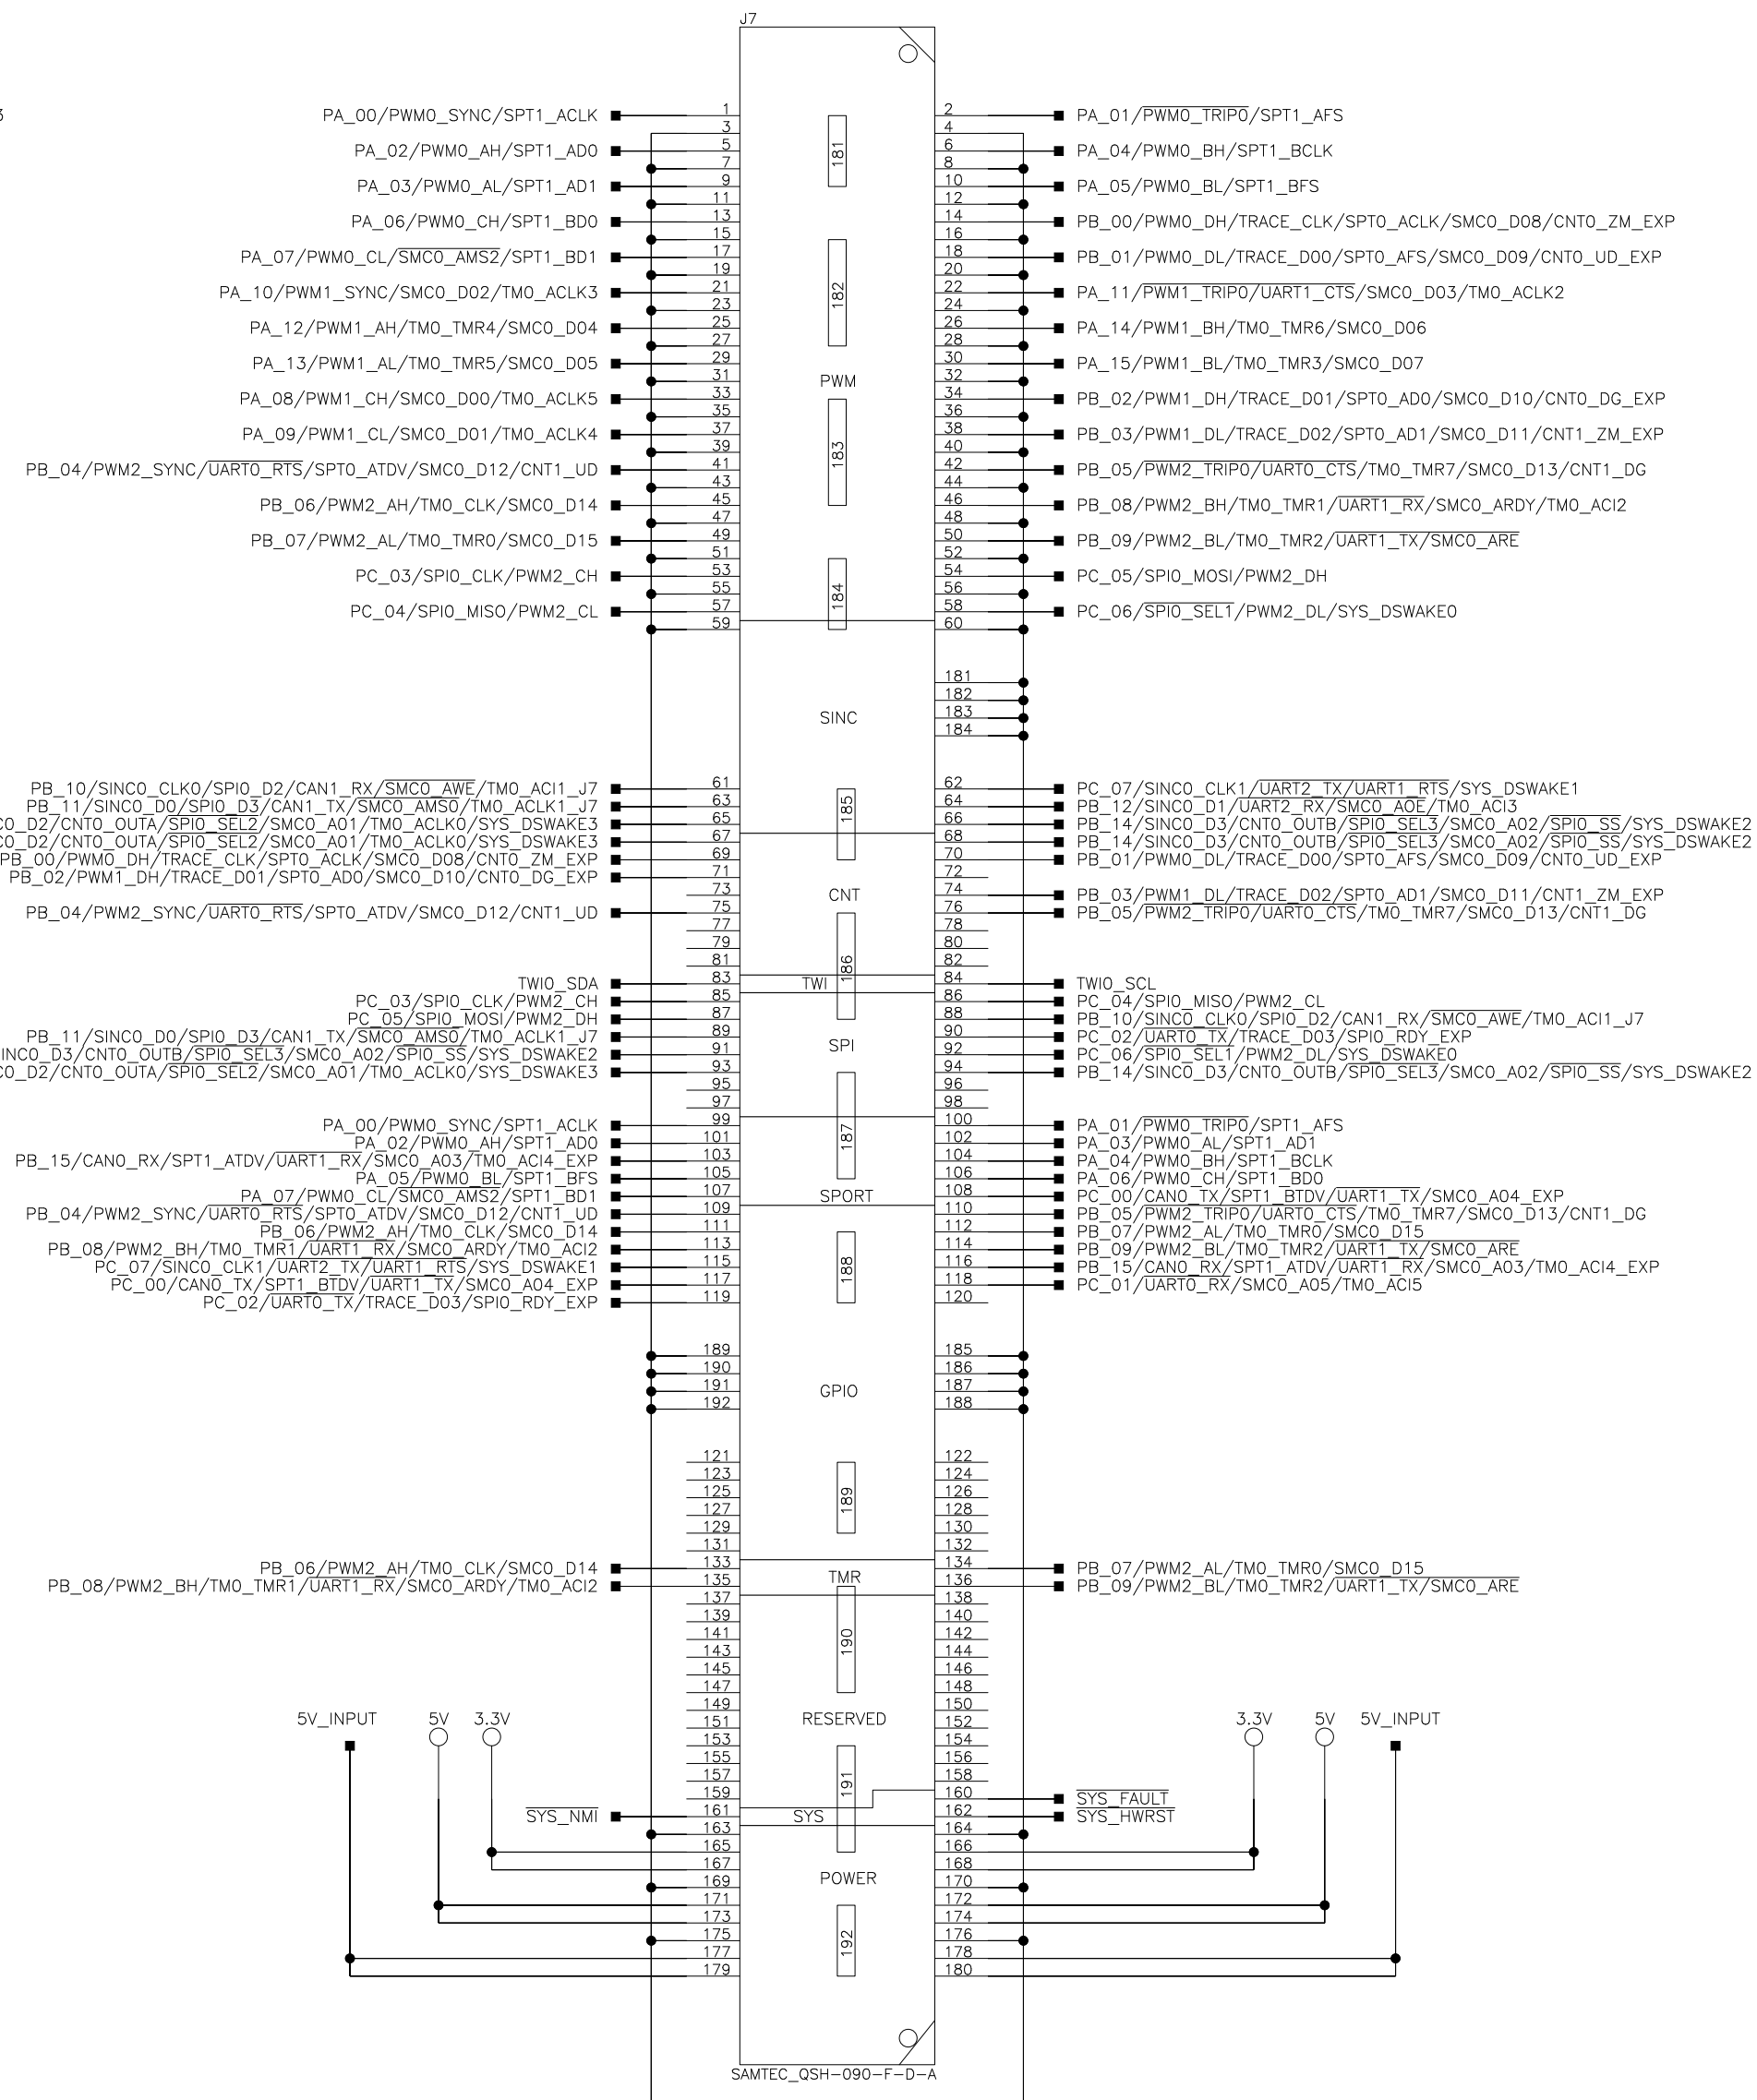 J7
3
PA_00/PWM0_SYNC/SPT1_ACLK 1 2 PA_01/PWM0_TRIP0/SPT1_AFS
3 4
PA_02/PWM0_AH/SPT1_AD0 5 6 PA_04/PWM0_BH/SPT1_BCLK
7 8
PA_03/PWM0_AL/SPT1_AD1 9 10 PA_05/PWM0_BL/SPT1_BFS
181
11 12
PA_06/PWM0_CH/SPT1_BD0 13 14 PB_00/PWM0_DH/TRACE_CLK/SPT0_ACLK/SMC0_D08/CNT0_ZM_EXP
15 16
PA_07/PWM0_CL/SMC0_AMS2/SPT1_BD1 17 18 PB_01/PWM0_DL/TRACE_D00/SPT0_AFS/SMC0_D09/CNT0_UD_EXP
19 20
PA_10/PWM1_SYNC/SMC0_D02/TM0_ACLK3 21 22 PA_11/PWM1_TRIP0/UART1_CTS/SMC0_D03/TM0_ACLK2
182
23 24
PA_12/PWM1_AH/TM0_TMR4/SMC0_D04 25 26 PA_14/PWM1_BH/TM0_TMR6/SMC0_D06
27 28
PA_13/PWM1_AL/TM0_TMR5/SMC0_D05 29 30 PA_15/PWM1_BL/TM0_TMR3/SMC0_D07
31 PWM 32
PA_08/PWM1_CH/SMC0_D00/TM0_ACLK5 33 34 PB_02/PWM1_DH/TRACE_D01/SPT0_AD0/SMC0_D10/CNT0_DG_EXP
35 36
PA_09/PWM1_CL/SMC0_D01/TM0_ACLK4 37 38 PB_03/PWM1_DL/TRACE_D02/SPT0_AD1/SMC0_D11/CNT1_ZM_EXP
39 40
183
PB_04/PWM2_SYNC/UART0_RTS/SPT0_ATDV/SMC0_D12/CNT1_UD 41 42 PB_05/PWM2_TRIP0/UART0_CTS/TM0_TMR7/SMC0_D13/CNT1_DG
43 44
PB_06/PWM2_AH/TM0_CLK/SMC0_D14 45 46 PB_08/PWM2_BH/TM0_TMR1/UART1_RX/SMC0_ARDY/TM0_ACI2
47 48
PB_07/PWM2_AL/TM0_TMR0/SMC0_D15 49 50 PB_09/PWM2_BL/TM0_TMR2/UART1_TX/SMC0_ARE
51 52
PC_03/SPI0_CLK/PWM2_CH 53 54 PC_05/SPI0_MOSI/PWM2_DH
55 184 56
PC_04/SPI0_MISO/PWM2_CL 57 58 PC_06/SPI0_SEL1/PWM2_DL/SYS_DSWAKE0
59 60
181
182
SINC 183
184
PB_10/SINC0_CLK0/SPI0_D2/CAN1_RX/SMC0_AWE/TM0_ACI1_J7 61 62 PC_07/SINC0_CLK1/UART2_TX/UART1_RTS/SYS_DSWAKE1
PB_11/SINC0_D0/SPI0_D3/CAN1_TX/SMC0_AMS0/TM0_ACLK1_J7 63 185 64 PB_12/SINC0_D1/UART2_RX/SMC0_AOE/TM0_ACI3
C0_D2/CNT0_OUTA/SPI0_SEL2/SMC0_A01/TM0_ACLK0/SYS_DSWAKE3 65 66 PB_14/SINC0_D3/CNT0_OUTB/SPI0_SEL3/SMC0_A02/SPI0_SS/SYS_DSWAKE2
C0_D2/CNT0_OUTA/SPI0_SEL2/SMC0_A01/TM0_ACLK0/SYS_DSWAKE3 67 68 PB_14/SINC0_D3/CNT0_OUTB/SPI0_SEL3/SMC0_A02/SPI0_SS/SYS_DSWAKE2
PB_00/PWM0_DH/TRACE_CLK/SPT0_ACLK/SMC0_D08/CNT0_ZM_EXP 69 70 PB_01/PWM0_DL/TRACE_D00/SPT0_AFS/SMC0_D09/CNT0_UD_EXP
PB_02/PWM1_DH/TRACE_D01/SPT0_AD0/SMC0_D10/CNT0_DG_EXP 71 72
73 CNT 74 PB_03/PWM1_DL/TRACE_D02/SPT0_AD1/SMC0_D11/CNT1_ZM_EXP
PB_04/PWM2_SYNC/UART0_RTS/SPT0_ATDV/SMC0_D12/CNT1_UD 75 76 PB_05/PWM2_TRIP0/UART0_CTS/TM0_TMR7/SMC0_D13/CNT1_DG
77 78
79 80
81 186 82
TWI0_SDA 83 TWI 84 TWI0_SCL
PC_03/SPI0_CLK/PWM2_CH 85 86 PC_04/SPI0_MISO/PWM2_CL
PC_05/SPI0_MOSI/PWM2_DH 87 88 PB_10/SINC0_CLK0/SPI0_D2/CAN1_RX/SMC0_AWE/TM0_ACI1_J7
PB_11/SINC0_D0/SPI0_D3/CAN1_TX/SMC0_AMS0/TM0_ACLK1_J7 89 SPI 90 PC_02/UART0_TX/TRACE_D03/SPI0_RDY_EXP
INC0_D3/CNT0_OUTB/SPI0_SEL3/SMC0_A02/SPI0_SS/SYS_DSWAKE2 91 92 PC_06/SPI0_SEL1/PWM2_DL/SYS_DSWAKE0
C0_D2/CNT0_OUTA/SPI0_SEL2/SMC0_A01/TM0_ACLK0/SYS_DSWAKE3 93 94 PB_14/SINC0_D3/CNT0_OUTB/SPI0_SEL3/SMC0_A02/SPI0_SS/SYS_DSWAKE2
95 96
97 98
PA_00/PWM0_SYNC/SPT1_ACLK 99 100 PA_01/PWM0_TRIP0/SPT1_AFS
PA_02/PWM0_AH/SPT1_AD0 101 187 102 PA_03/PWM0_AL/SPT1_AD1
PB_15/CAN0_RX/SPT1_ATDV/UART1_RX/SMC0_A03/TM0_ACI4_EXP 103 104 PA_04/PWM0_BH/SPT1_BCLK
PA_05/PWM0_BL/SPT1_BFS 105 106 PA_06/PWM0_CH/SPT1_BD0
PA_07/PWM0_CL/SMC0_AMS2/SPT1_BD1 107 SPORT 108 PC_00/CAN0_TX/SPT1_BTDV/UART1_TX/SMC0_A04_EXP
PB_04/PWM2_SYNC/UART0_RTS/SPT0_ATDV/SMC0_D12/CNT1_UD 109 110 PB_05/PWM2_TRIP0/UART0_CTS/TM0_TMR7/SMC0_D13/CNT1_DG
PB_06/PWM2_AH/TM0_CLK/SMC0_D14 111 112 PB_07/PWM2_AL/TM0_TMR0/SMC0_D15
PB_08/PWM2_BH/TM0_TMR1/UART1_RX/SMC0_ARDY/TM0_ACI2 113 114 PB_09/PWM2_BL/TM0_TMR2/UART1_TX/SMC0_ARE
PC_07/SINC0_CLK1/UART2_TX/UART1_RTS/SYS_DSWAKE1 115 188 116 PB_15/CAN0_RX/SPT1_ATDV/UART1_RX/SMC0_A03/TM0_ACI4_EXP
PC_00/CAN0_TX/SPT1_BTDV/UART1_TX/SMC0_A04_EXP 117 118 PC_01/UART0_RX/SMC0_A05/TM0_ACI5
PC_02/UART0_TX/TRACE_D03/SPI0_RDY_EXP 119 120
189 185
190 186
191 GPIO 187
192 188
121 122
123 124
125 189 126
127 128
129 130
131 132
PB_06/PWM2_AH/TM0_CLK/SMC0_D14 133 134 PB_07/PWM2_AL/TM0_TMR0/SMC0_D15
PB_08/PWM2_BH/TM0_TMR1/UART1_RX/SMC0_ARDY/TM0_ACI2 135 TMR 136 PB_09/PWM2_BL/TM0_TMR2/UART1_TX/SMC0_ARE
137 138
139 140
141 190 142
143 144
145 146
147 148
149 150
5V_INPUT 5V 3.3V 151 RESERVED 152 3.3V 5V 5V_INPUT
153 154
155 156
157 191 158
159 160 SYS_FAULT
SYS_NMI 161 SYS 162 SYS_HWRST
163 164
165 166
167 168
169 POWER 170
171 172
173 174
175 192 176
177 178
179 180
SAMTEC_QSH-090-F-D-A